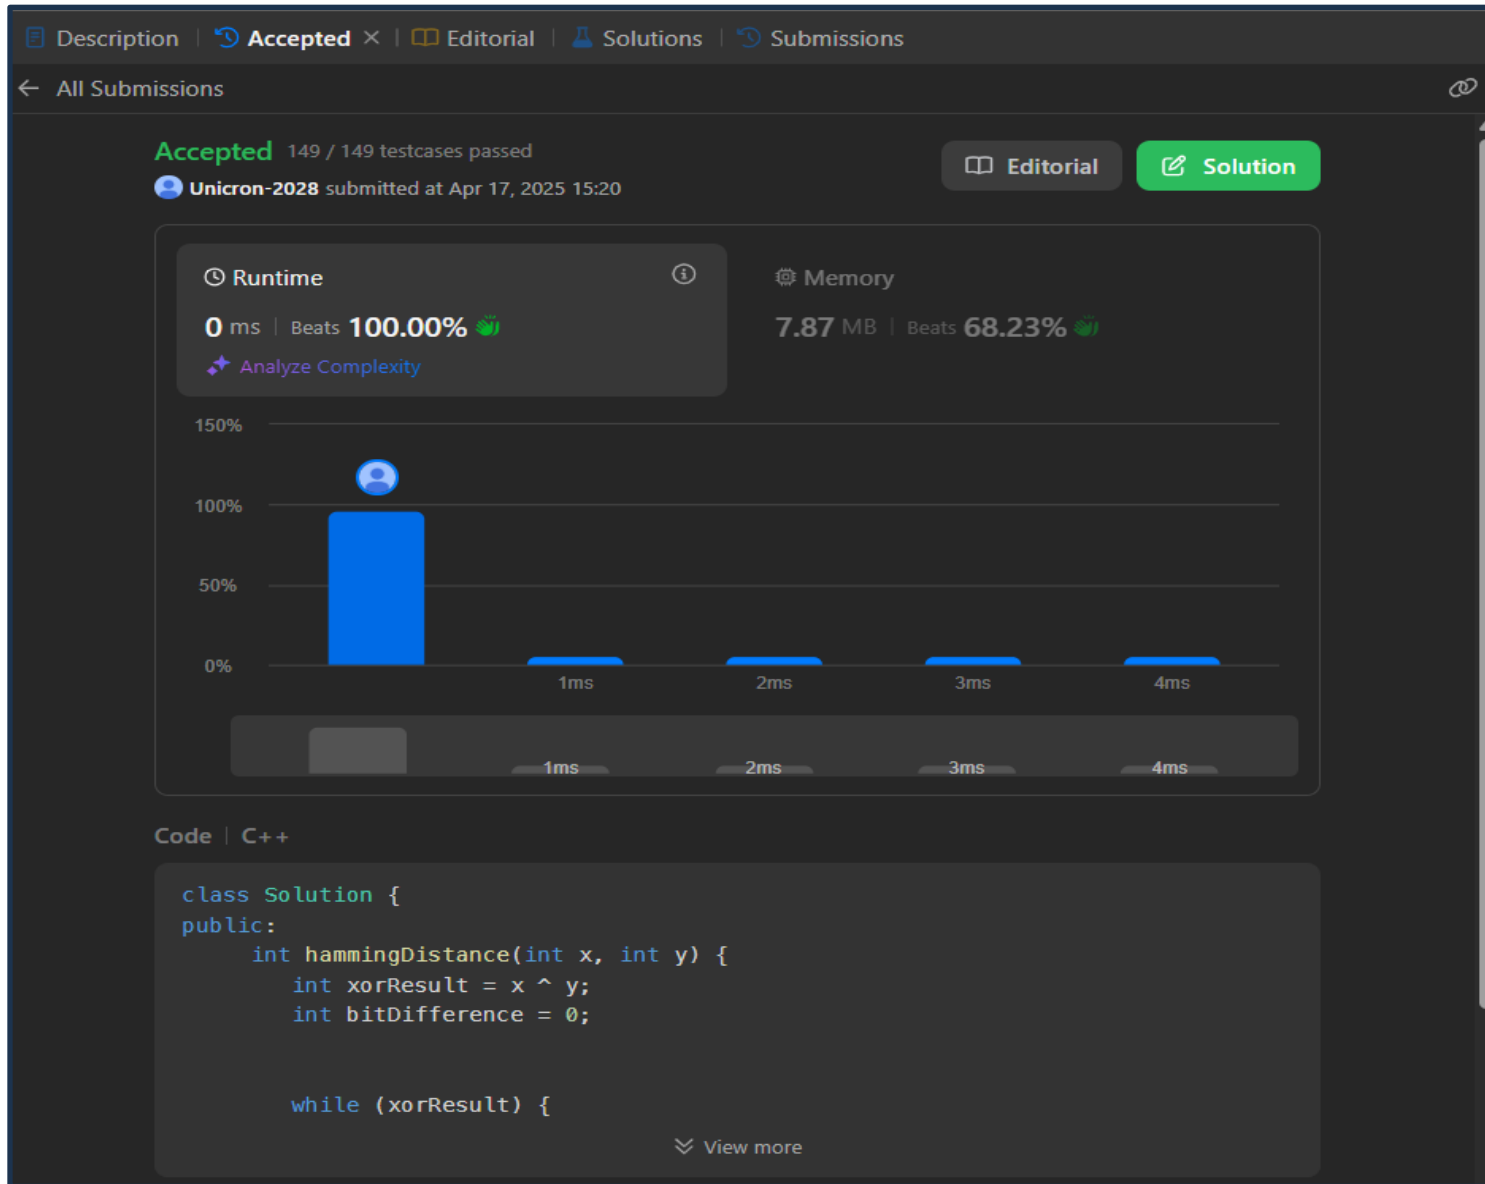 Description | Accepted × | Editorial | Solutions | Submissions
← All Submissions
Accepted 149 / 149 testcases passed
Unicron-2028 submitted at Apr 17, 2025 15:20
Editorial
Solution
Runtime
0 ms | Beats 100.00%
Analyze Complexity
Memory
7.87 MB | Beats 68.23%
150%
100%
50%
0%
1ms 2ms 3ms 4ms
1ms 2ms 3ms 4ms
Code | C++
class Solution {
public:
     int hammingDistance(int x, int y) {
        int xorResult = x ^ y;
        int bitDifference = 0;
        while (xorResult) {
View more